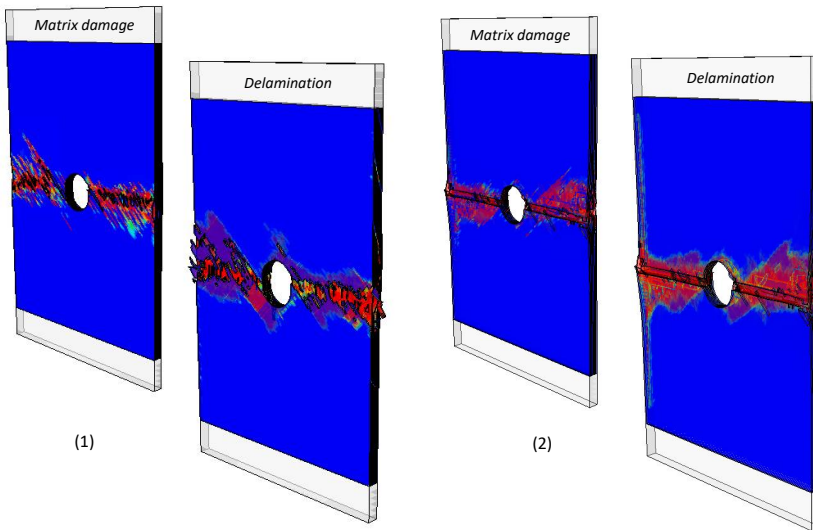 Matrix damage
Delamination
Matrix damage
Delamination
(1)
(2)